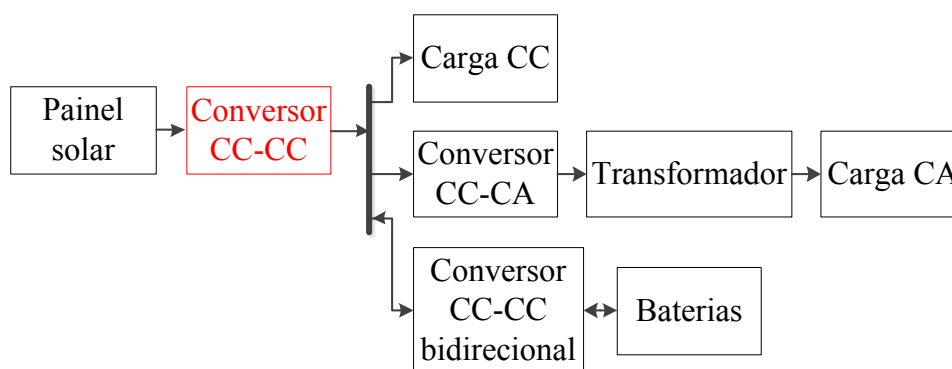 Painel
solar
Conversor
CC-CC
Carga CC
Conversor
CC-CA
Transformador
Carga CA
Conversor
CC-CC
bidirecional
Baterias